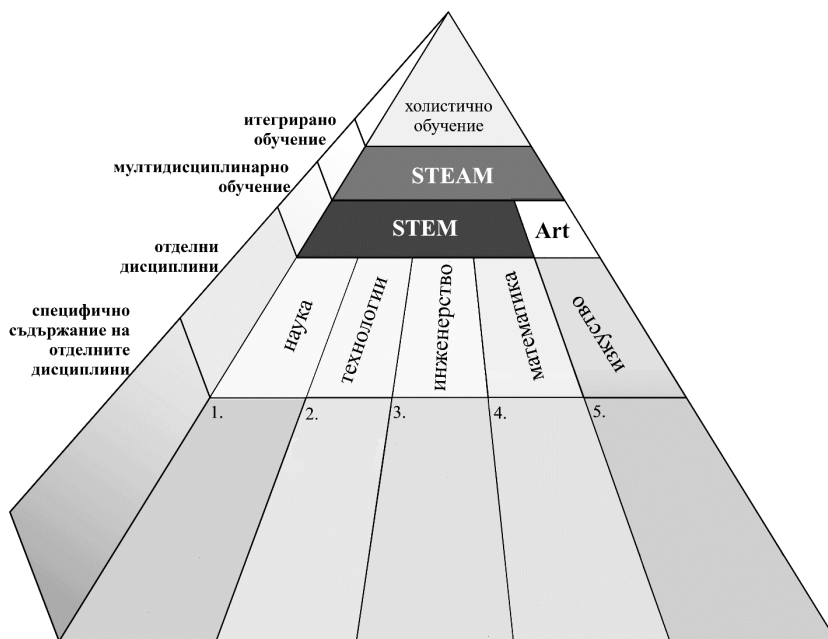 холистично
обучение
итегрирано
обучение
мултидисциплинарно
обучение
STEAM
STEM
Art
отделни
дисциплини
наука
технологии
инженерство
математика
изкуство
специфично
съдържание на
отделните
дисциплини
1.
2.
3.
4.
5.